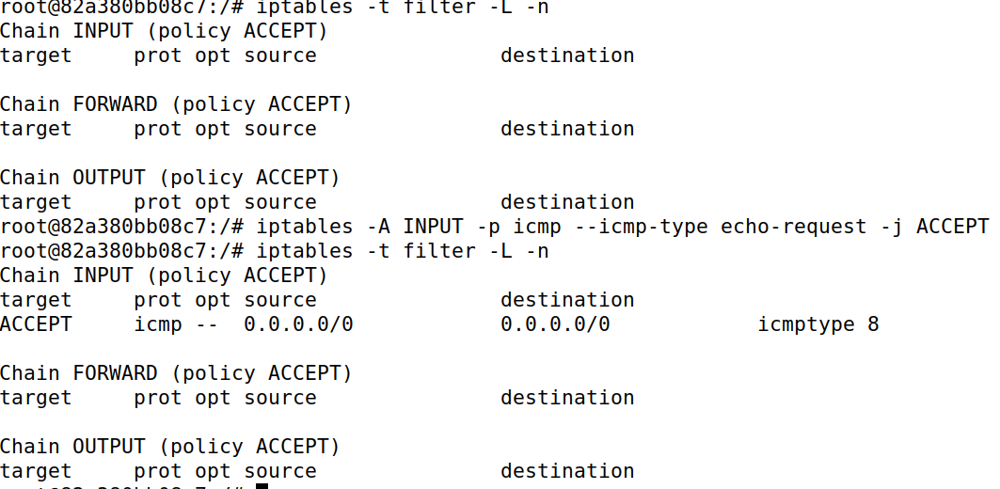 root@82a380bb08c7:/# iptables -t filter -L -n
Chain INPUT (policy ACCEPT)
target     prot opt source               destination
Chain FORWARD (policy ACCEPT)
target     prot opt source               destination
Chain OUTPUT (policy ACCEPT)
target     prot opt source               destination
root@82a380bb08c7:/# iptables -A INPUT -p icmp --icmp-type echo-request -j ACCEPT
root@82a380bb08c7:/# iptables -t filter -L -n
Chain INPUT (policy ACCEPT)
target     prot opt source               destination
ACCEPT     icmp --  0.0.0.0/0            0.0.0.0/0            icmptype 8
Chain FORWARD (policy ACCEPT)
target     prot opt source               destination
Chain OUTPUT (policy ACCEPT)
target     prot opt source               destination